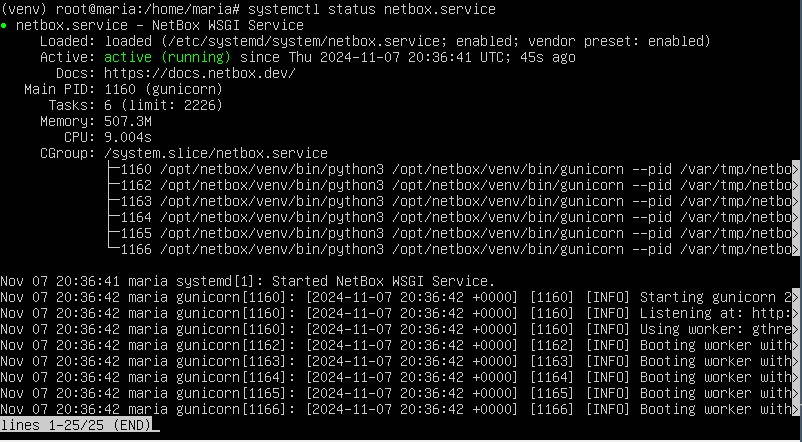 (venv) root@maria:/home/maria# systemctl status netbox.service
● netbox.service - NetBox WSGI Service
     Loaded: loaded (/etc/systemd/system/netbox.service; enabled; vendor preset: enabled)
     Active: active (running) since Thu 2024-11-07 20:36:41 UTC; 45s ago
       Docs: https://docs.netbox.dev/
   Main PID: 1160 (gunicorn)
      Tasks: 6 (limit: 2226)
     Memory: 507.3M
        CPU: 9.004s
     CGroup: /system.slice/netbox.service
             ├─1160 /opt/netbox/venv/bin/python3 /opt/netbox/venv/bin/gunicorn --pid /var/tmp/netbo>
             ├─1162 /opt/netbox/venv/bin/python3 /opt/netbox/venv/bin/gunicorn --pid /var/tmp/netbo>
             ├─1163 /opt/netbox/venv/bin/python3 /opt/netbox/venv/bin/gunicorn --pid /var/tmp/netbo>
             ├─1164 /opt/netbox/venv/bin/python3 /opt/netbox/venv/bin/gunicorn --pid /var/tmp/netbo>
             ├─1165 /opt/netbox/venv/bin/python3 /opt/netbox/venv/bin/gunicorn --pid /var/tmp/netbo>
             └─1166 /opt/netbox/venv/bin/python3 /opt/netbox/venv/bin/gunicorn --pid /var/tmp/netbo>

Nov 07 20:36:41 maria systemd[1]: Started NetBox WSGI Service.
Nov 07 20:36:42 maria gunicorn[1160]: [2024-11-07 20:36:42 +0000] [1160] [INFO] Starting gunicorn 2>
Nov 07 20:36:42 maria gunicorn[1160]: [2024-11-07 20:36:42 +0000] [1160] [INFO] Listening at: http:>
Nov 07 20:36:42 maria gunicorn[1160]: [2024-11-07 20:36:42 +0000] [1160] [INFO] Using worker: gthre>
Nov 07 20:36:42 maria gunicorn[1162]: [2024-11-07 20:36:42 +0000] [1162] [INFO] Booting worker with>
Nov 07 20:36:42 maria gunicorn[1163]: [2024-11-07 20:36:42 +0000] [1163] [INFO] Booting worker with>
Nov 07 20:36:42 maria gunicorn[1164]: [2024-11-07 20:36:42 +0000] [1164] [INFO] Booting worker with>
Nov 07 20:36:42 maria gunicorn[1165]: [2024-11-07 20:36:42 +0000] [1165] [INFO] Booting worker with>
Nov 07 20:36:42 maria gunicorn[1166]: [2024-11-07 20:36:42 +0000] [1166] [INFO] Booting worker with>
lines 1-25/25 (END)